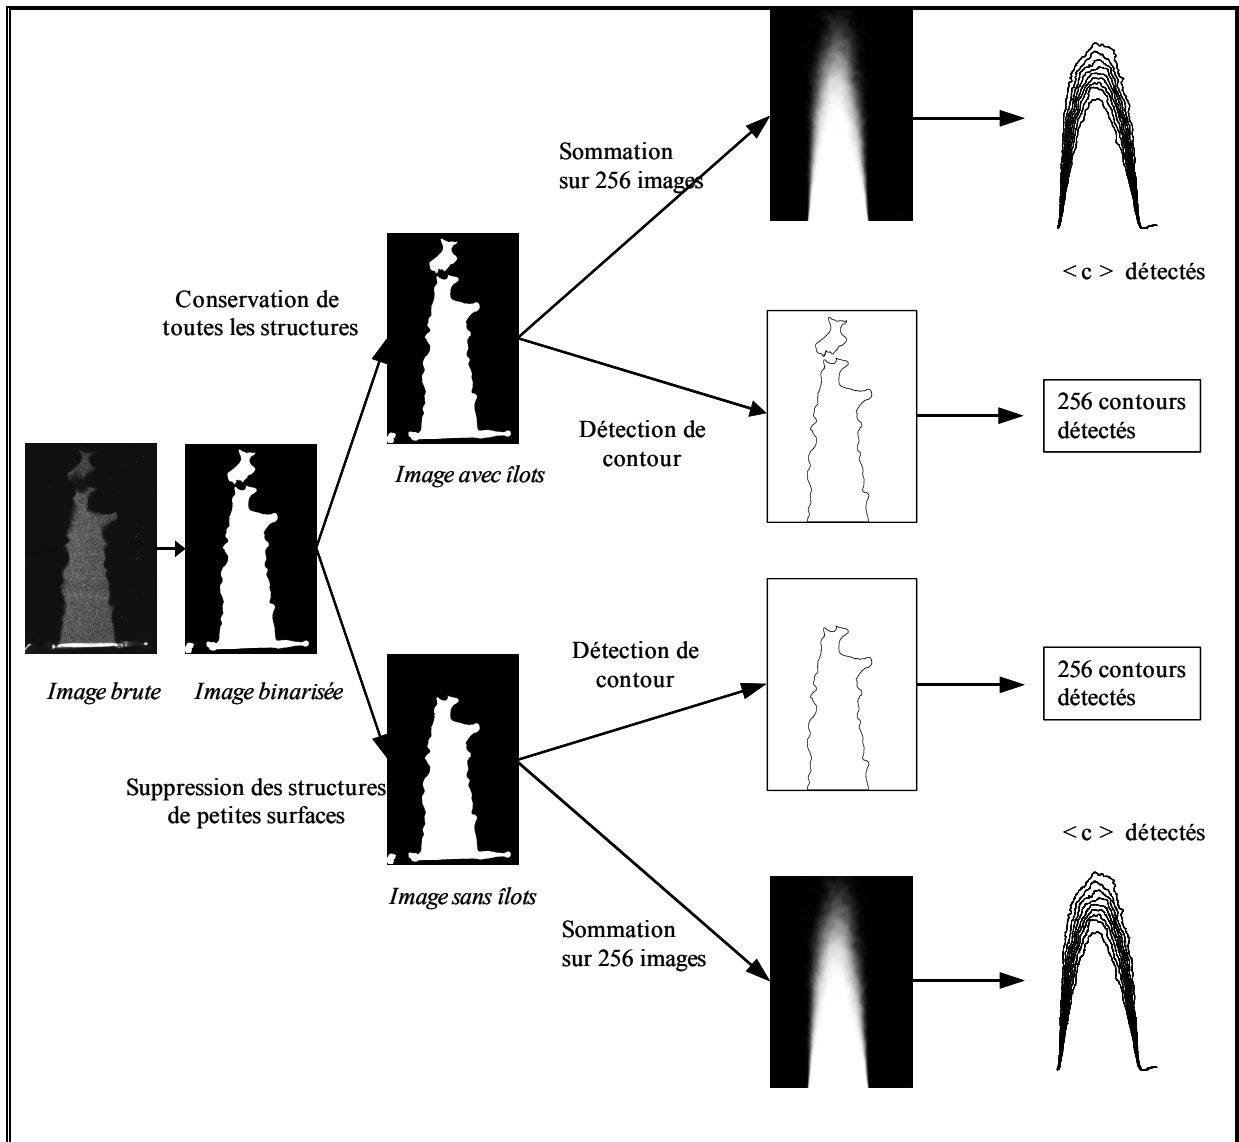 Sommation
sur 256 images
< c > détectés
Conservation de
toutes les structures
Image avec îlots
Détection de
contour
256 contours
détectés
Image brute
Image binarisée
Détection de
contour
256 contours
détectés
Suppression des structures
de petites surfaces
Image sans îlots
< c > détectés
Sommation
sur 256 images